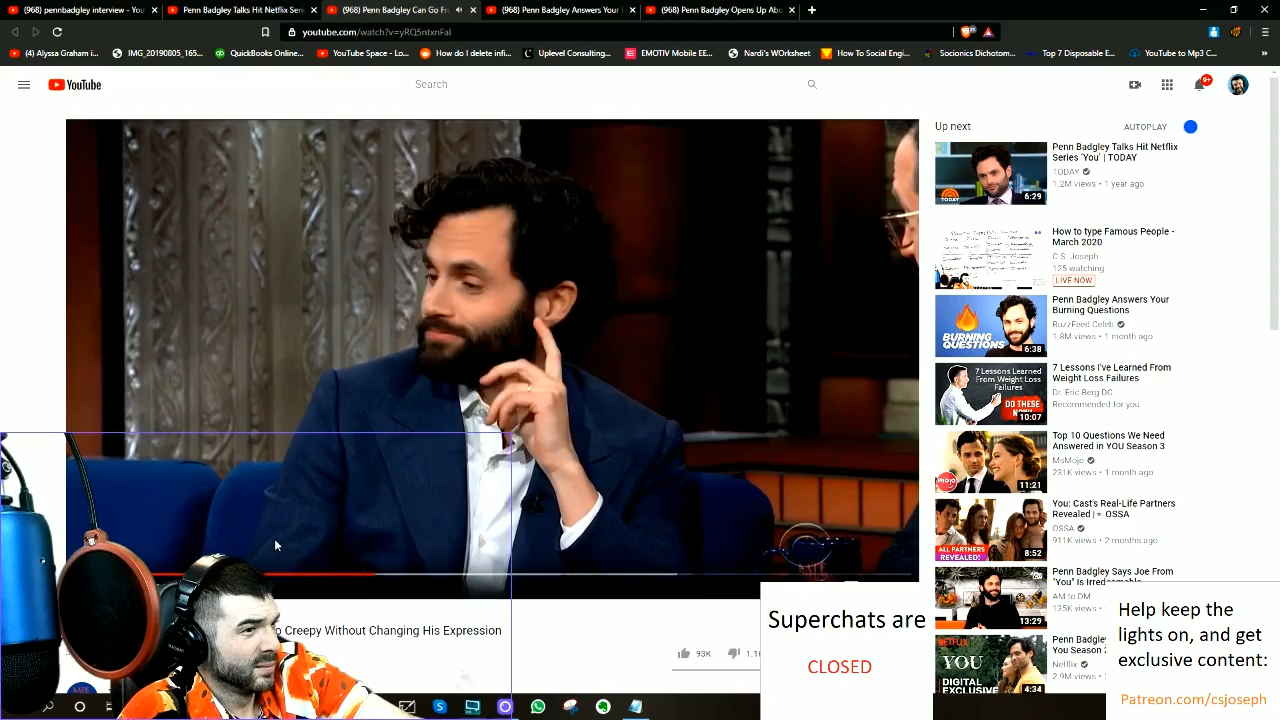 (968) pennbadgley interview - You
Penn Badgley Talks Hit Netflix Seri
(968) Penn Badgley Can Go Fr
(968) Penn Badgley Answers Your
(968) Penn Badgley Opens Up Abo
youtube.com/watch?v=yRQ5ntxnFaI
(4) Alyssa Graham i...
IMG_20190805_165...
QuickBooks Online...
YouTube Space - Lo...
How do I delete infi...
Uplevel Consulting...
EMOTIV Mobile EE...
Nardi's WOrksheet
How To Social Engi...
Socionics Dichotom...
Top 7 Disposable E...
YouTube to Mp3 C...
YouTube
Search
9+
Up next
AUTOPLAY
Penn Badgley Talks Hit Netflix
Series 'You' | TODAY
TODAY
1.2M views • 1 year ago
TODAY
6:29
How to type Famous People -
March 2020
C.S. Joseph
125 watching
LIVE NOW
Penn Badgley Answers Your
Burning Questions
BuzzFeed Celeb
1.8M views • 1 month ago
BURNING
QUESTIONS
6:38
7 Lessons I've Learned From
Weight Loss Failures
7 Lessons I've Learned
From Weight Loss
Failures
Dr. Eric Berg DC
Recommended for you
DO THESE
NOW!
10:07
Top 10 Questions We Need
Answered in YOU Season 3
MsMojo
231K views • 1 month ago
11:21
You: Cast's Real-Life Partners
Revealed | OSSA
OSSA
911K views • 2 months ago
ALL PARTNERS
REVEALED!
8:52
Penn Badgley Says Joe From
"You" Is
AM to DM
135K
13:29
Penn Badgley
YOU Season
Netflix
2.9M
NETFLIX
YOU
DIGITAL
EXCLUSIVE
4:34
o Creepy Without Changing His Expression
93K
Superchats are
CLOSED
Help keep the
lights on, and get
exclusive content:
Patreon.com/csjoseph